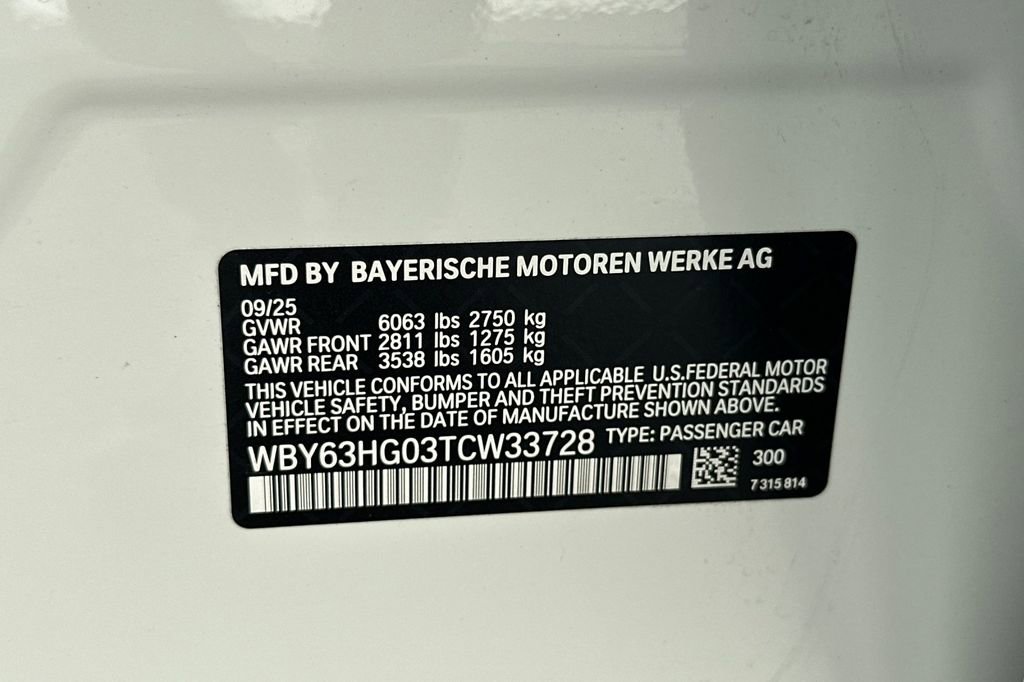 MFD BY BAYERISCHE MOTOREN WERKE AG
09/25
GVWR 6063 lbs 2750 kg
GAWR FRONT 2811 lbs 1275 kg
GAWR REAR 3538 lbs 1605 kg
THIS VEHICLE CONFORMS TO ALL APPLICABLE U.S.FEDERAL MOTOR
VEHICLE SAFETY, BUMPER AND THEFT PREVENTION STANDARDS
IN EFFECT ON THE DATE OF MANUFACTURE SHOWN ABOVE.
WBY63HG03TCW33728 TYPE: PASSENGER CAR
300
7 315 814